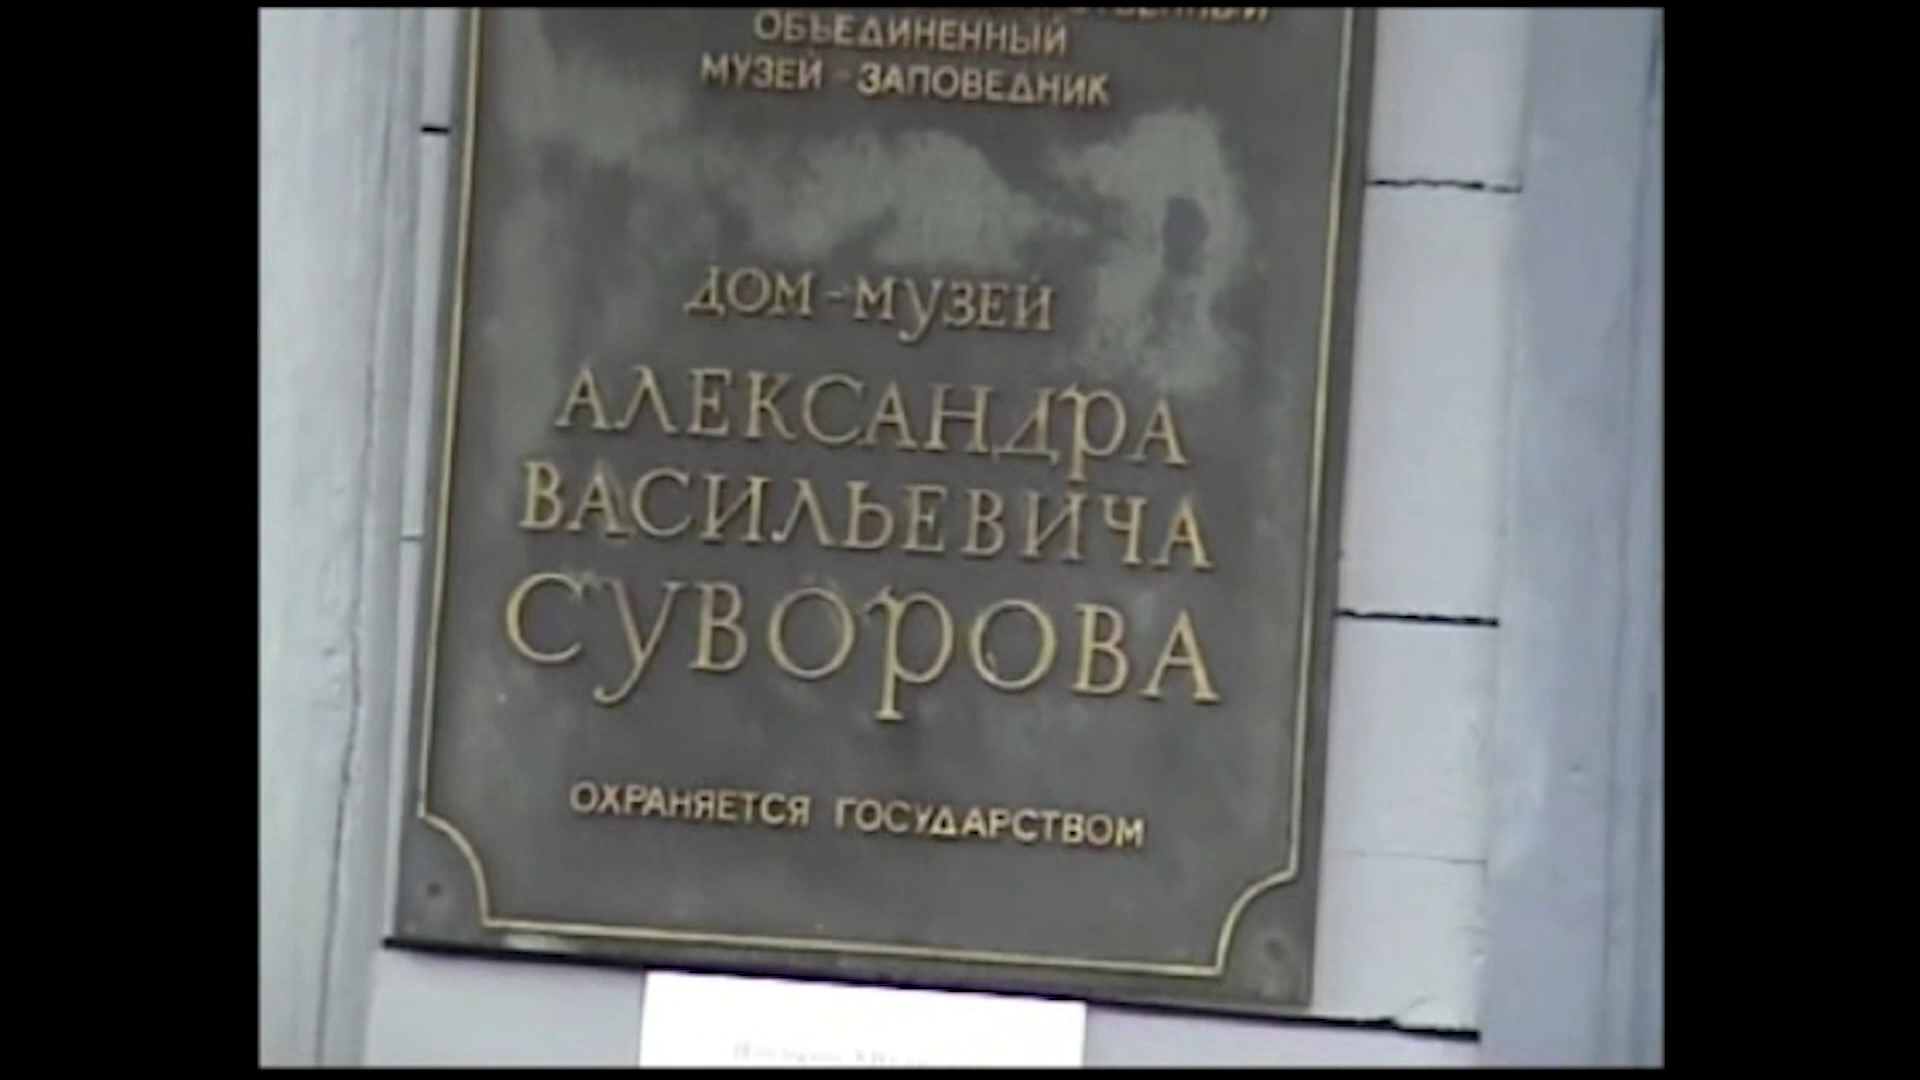 ОБЪЕДИНЕННЫЙ
МУЗЕЙ-ЗАПОВЕДНИК
ДОМ-МУЗЕЙ
АЛЕКСАНДРА
ВАСИЛЬЕВИЧА
СУВОРОВА
ОХРАНЯЕТСЯ ГОСУДАРСТВОМ